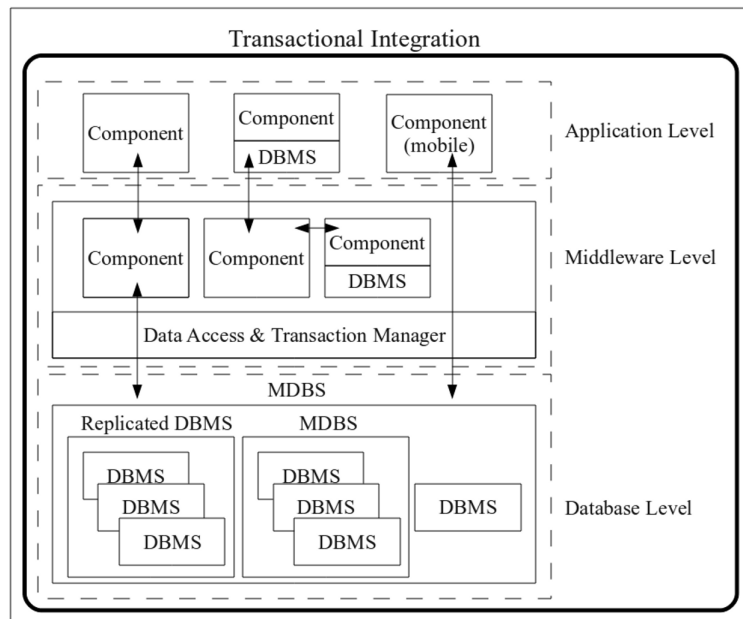 Transactional Integration
Component
Component
DBMS
Component
(mobile)
Application Level
Component
Component
Component
DBMS
Middleware Level
Data Access & Transaction Manager
MDBS
Replicated DBMS
MDBS
DBMS
DBMS
DBMS
DBMS
DBMS
DBMS
DBMS
Database Level